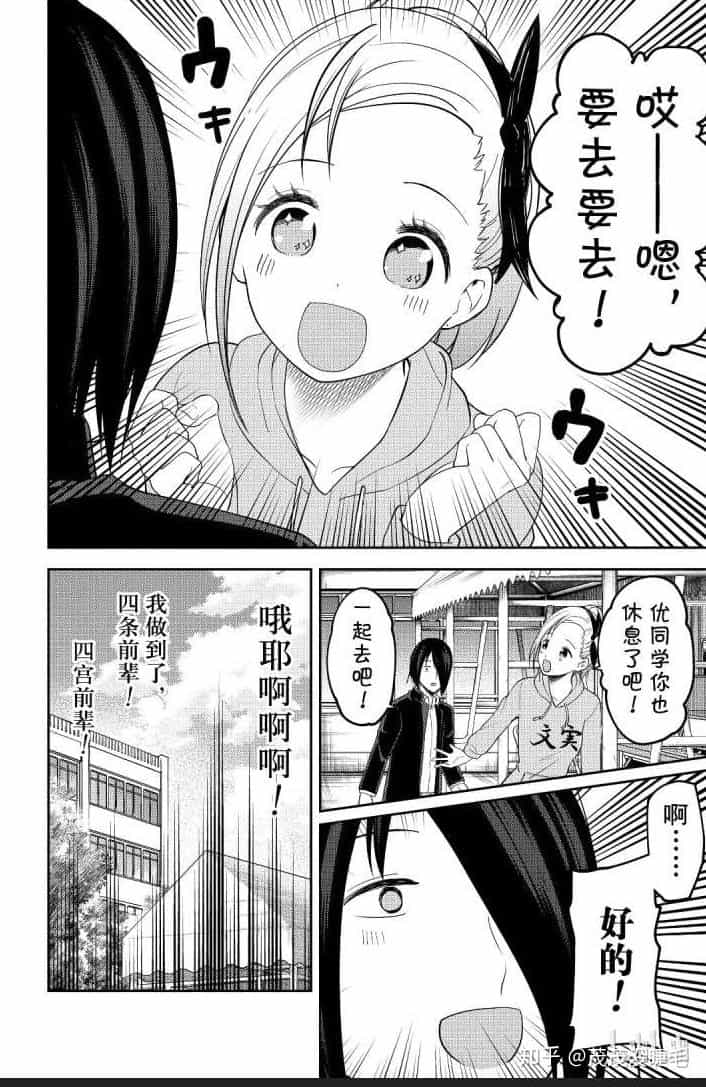 哎——嗯,
要去要去!
ウキ
ウキ
优同学你也
休息了吧!
一起去吧!
文実
啊……
好的!
哦耶啊啊啊!
我做到了,
四条前辈!
四宫前辈!
知乎